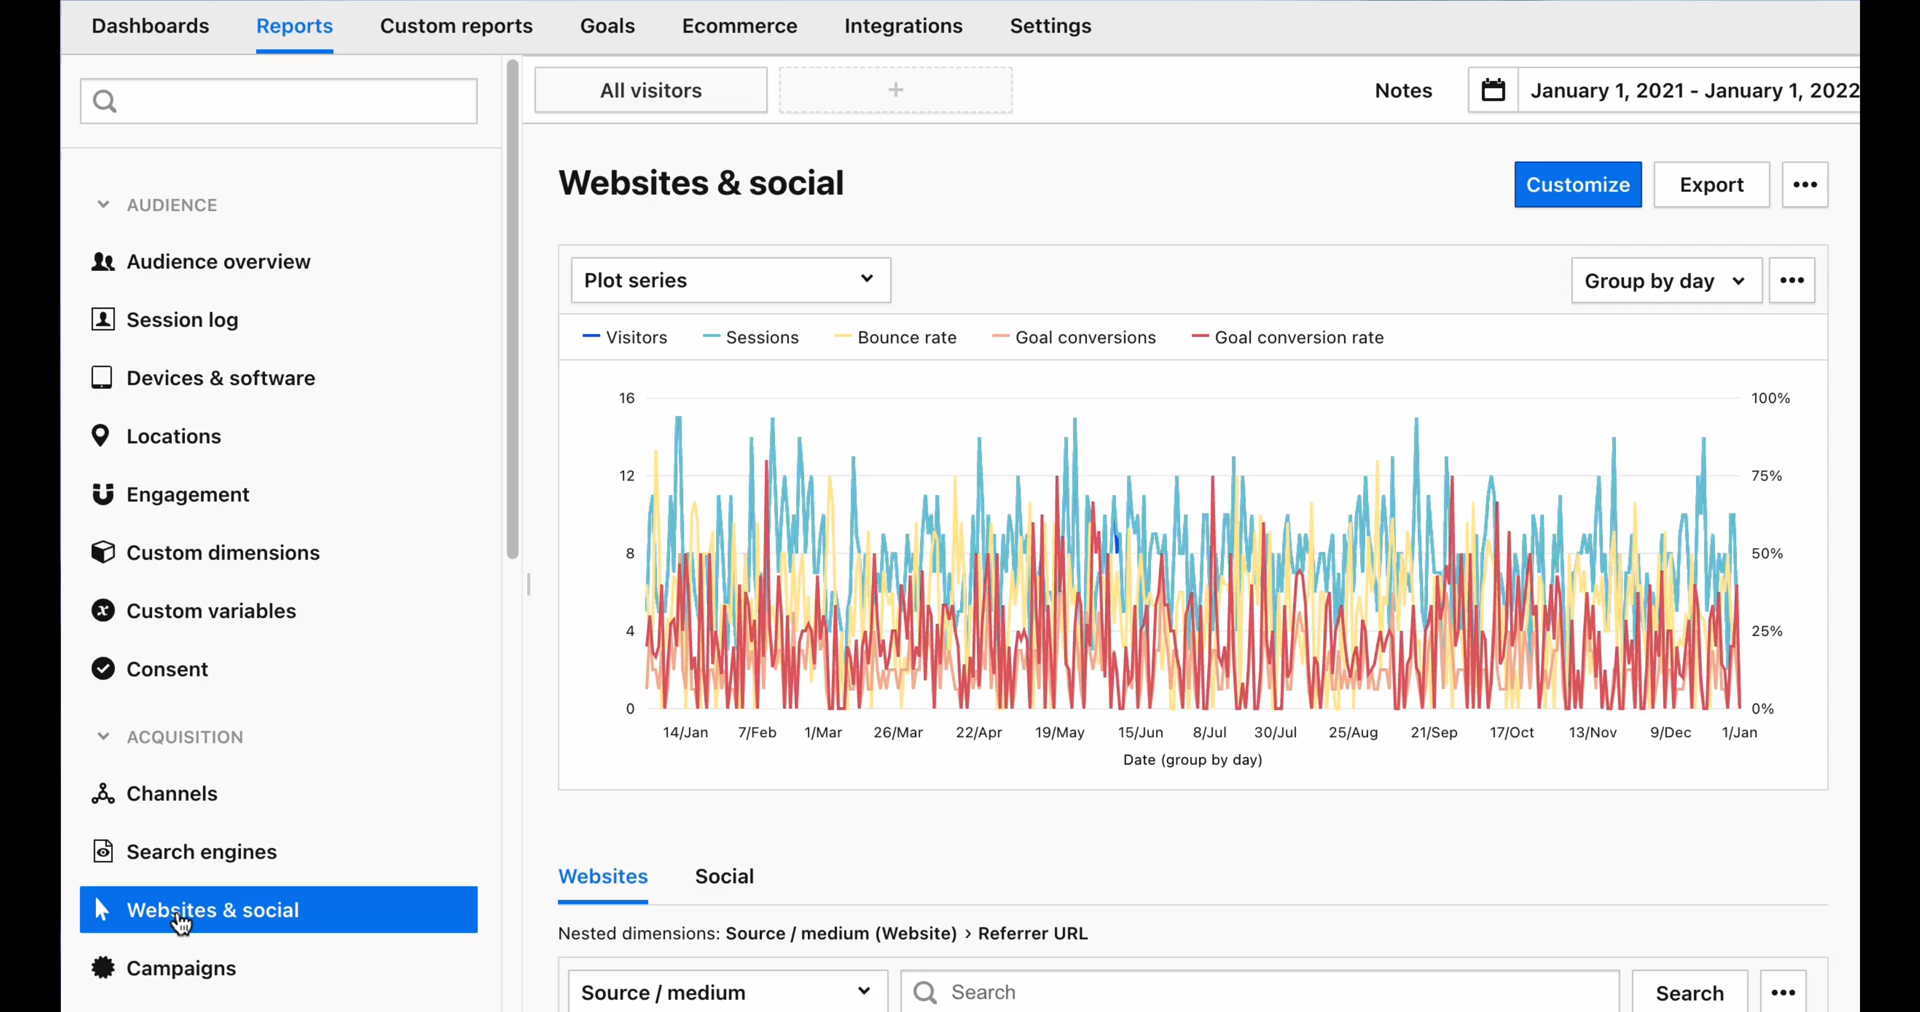 Dashboards Reports Custom reports Goals Ecommerce Integrations Settings
All visitors + Notes January 1, 2021 - January 1, 2022
AUDIENCE
Audience overview
Session log
Devices & software
Locations
Engagement
Custom dimensions
Custom variables
Consent
ACQUISITION
Channels
Search engines
Websites & social
Campaigns
Websites & social
Customize Export
Plot series Group by day
Visitors Sessions Bounce rate Goal conversions Goal conversion rate
16 100%
12 75%
8 50%
4 25%
0 0%
14/Jan 7/Feb 1/Mar 26/Mar 22/Apr 19/May 15/Jun 8/Jul 30/Jul 25/Aug 21/Sep 17/Oct 13/Nov 9/Dec 1/Jan
Date (group by day)
Websites Social
Nested dimensions: Source / medium (Website) › Referrer URL
Source / medium Search Search